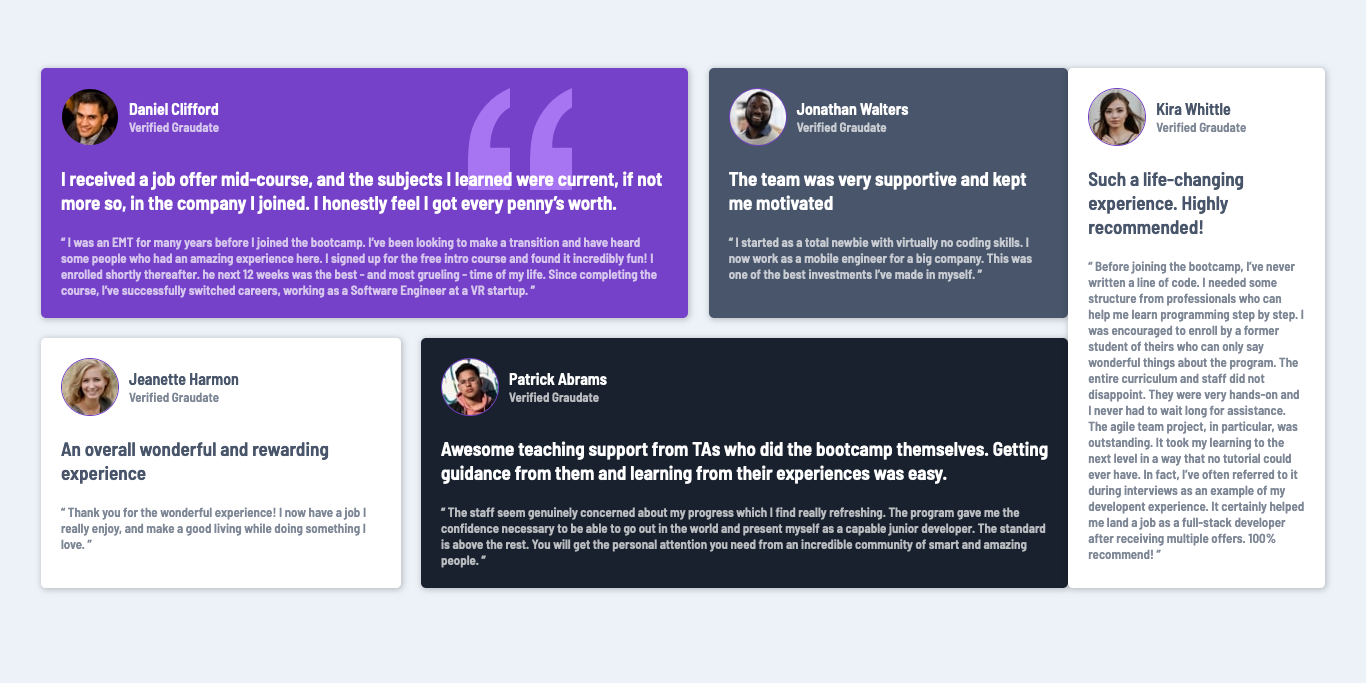 Daniel Clifford
Verified Graudate
I received a job offer mid-course, and the subjects I learned were current, if not
more so, in the company I joined. I honestly feel I got every penny’s worth.
“ I was an EMT for many years before I joined the bootcamp. I’ve been looking to make a transition and have heard
some people who had an amazing experience here. I signed up for the free intro course and found it incredibly fun! I
enrolled shortly thereafter. he next 12 weeks was the best - and most grueling - time of my life. Since completing the
course, I’ve successfully switched careers, working as a Software Engineer at a VR startup. ”
Jonathan Walters
Verified Graudate
The team was very supportive and kept
me motivated
“ I started as a total newbie with virtually no coding skills. I
now work as a mobile engineer for a big company. This was
one of the best investments I’ve made in myself. ”
Kira Whittle
Verified Graudate
Such a life-changing
experience. Highly
recommended!
“ Before joining the bootcamp, I’ve never
written a line of code. I needed some
structure from professionals who can
help me learn programming step by step. I
was encouraged to enroll by a former
student of theirs who can only say
wonderful things about the program. The
entire curriculum and staff did not
disappoint. They were very hands-on and
I never had to wait long for assistance.
The agile team project, in particular, was
outstanding. It took my learning to the
next level in a way that no tutorial could
ever have. In fact, I’ve often referred to it
during interviews as an example of my
developent experience. It certainly helped
me land a job as a full-stack developer
after receiving multiple offers. 100%
recommend! ”
Jeanette Harmon
Verified Graudate
An overall wonderful and rewarding
experience
“ Thank you for the wonderful experience! I now have a job I
really enjoy, and make a good living while doing something I
love. ”
Patrick Abrams
Verified Graudate
Awesome teaching support from TAs who did the bootcamp themselves. Getting
guidance from them and learning from their experiences was easy.
“ The staff seem genuinely concerned about my progress which I find really refreshing. The program gave me the
confidence necessary to be able to go out in the world and present myself as a capable junior developer. The standard
is above the rest. You will get the personal attention you need from an incredible community of smart and amazing
people. ”